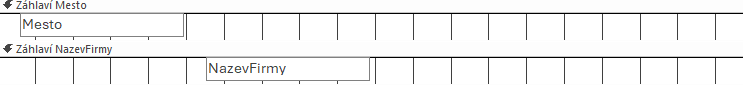 Záhlaví Mesto
Mesto
Záhlaví NazevFirmy
NazevFirmy